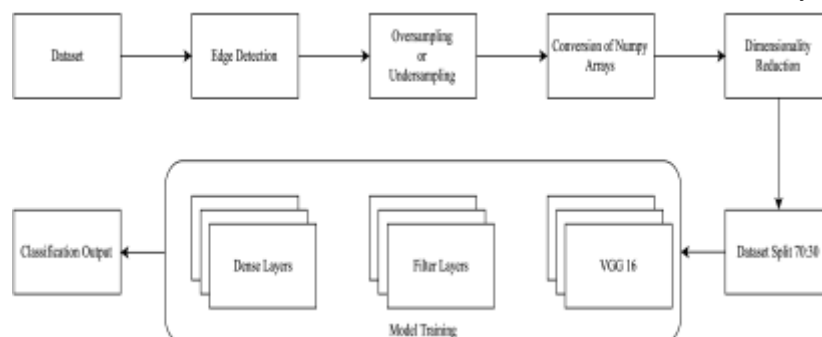 Dataset
Edge Detection
Oversampling
or
Undersampling
Conversion of Numpy
Arrays
Dimensionality
Reduction
Classification Output
Dense Layers
Filter Layers
VGG 16
Dataset Split 70:30
Model Training